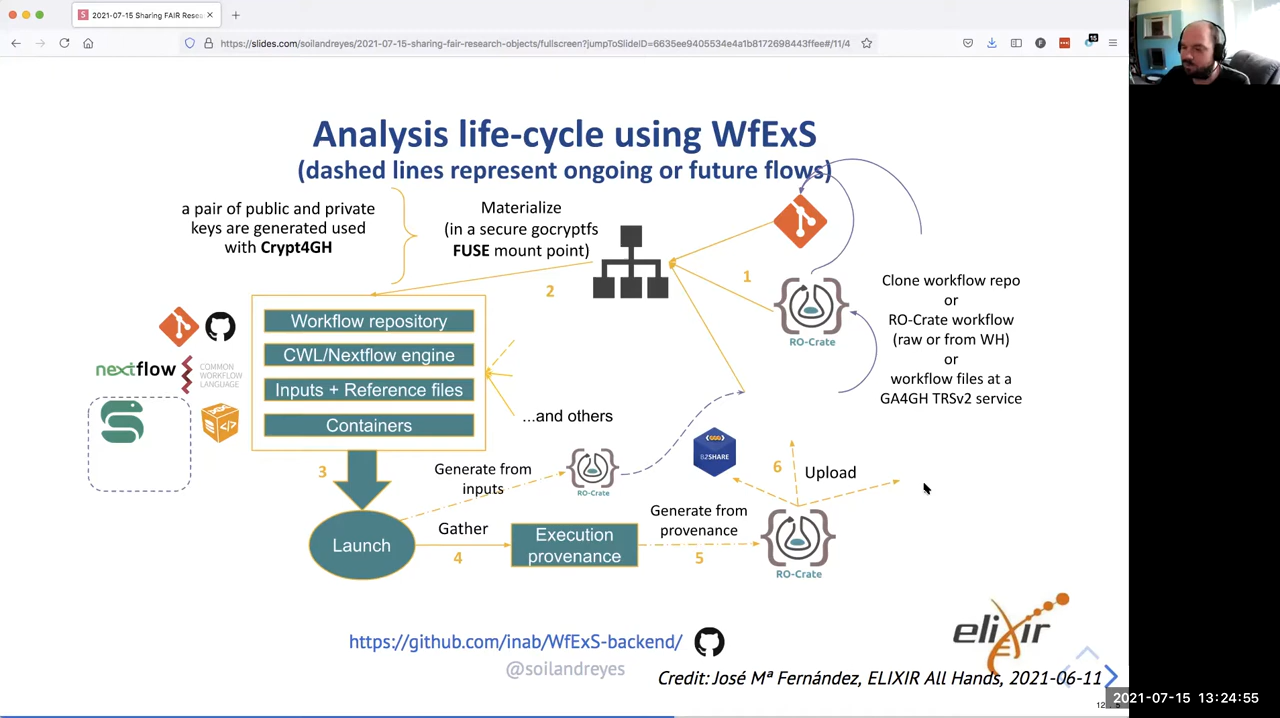 2021-07-15 Sharing FAIR Resea
https://slides.com/soilandreyes/2021-07-15-sharing-fair-research-objects/fullscreen?jumpToSlideID=6635ee9405534e4a1b8172698443ffee#/11/4
15
Analysis life-cycle using WfExS
(dashed lines represent ongoing or future flows)
a pair of public and private
keys are generated used
with Crypt4GH
Materialize
(in a secure gocryptfs
FUSE mount point)
1
2
RO-Crate
Clone workflow repo
or
RO-Crate workflow
(raw or from WH)
or
workflow files at a
GA4GH TRSv2 service
Workflow repository
CWL/Nextflow engine
Inputs + Reference files
Containers
nextflow
COMMON
WORKFLOW
LANGUAGE
...and others
3
Generate from
inputs
RO-Crate
B2SHARE
6
Upload
Launch
Gather
4
Execution
provenance
Generate from
provenance
5
RO-Crate
https://github.com/inab/WfExS-backend/
@soilandreyes
elixir
Credit: José Mª Fernández, ELIXIR All Hands, 2021-06-11
2021-07-15 13:24:55